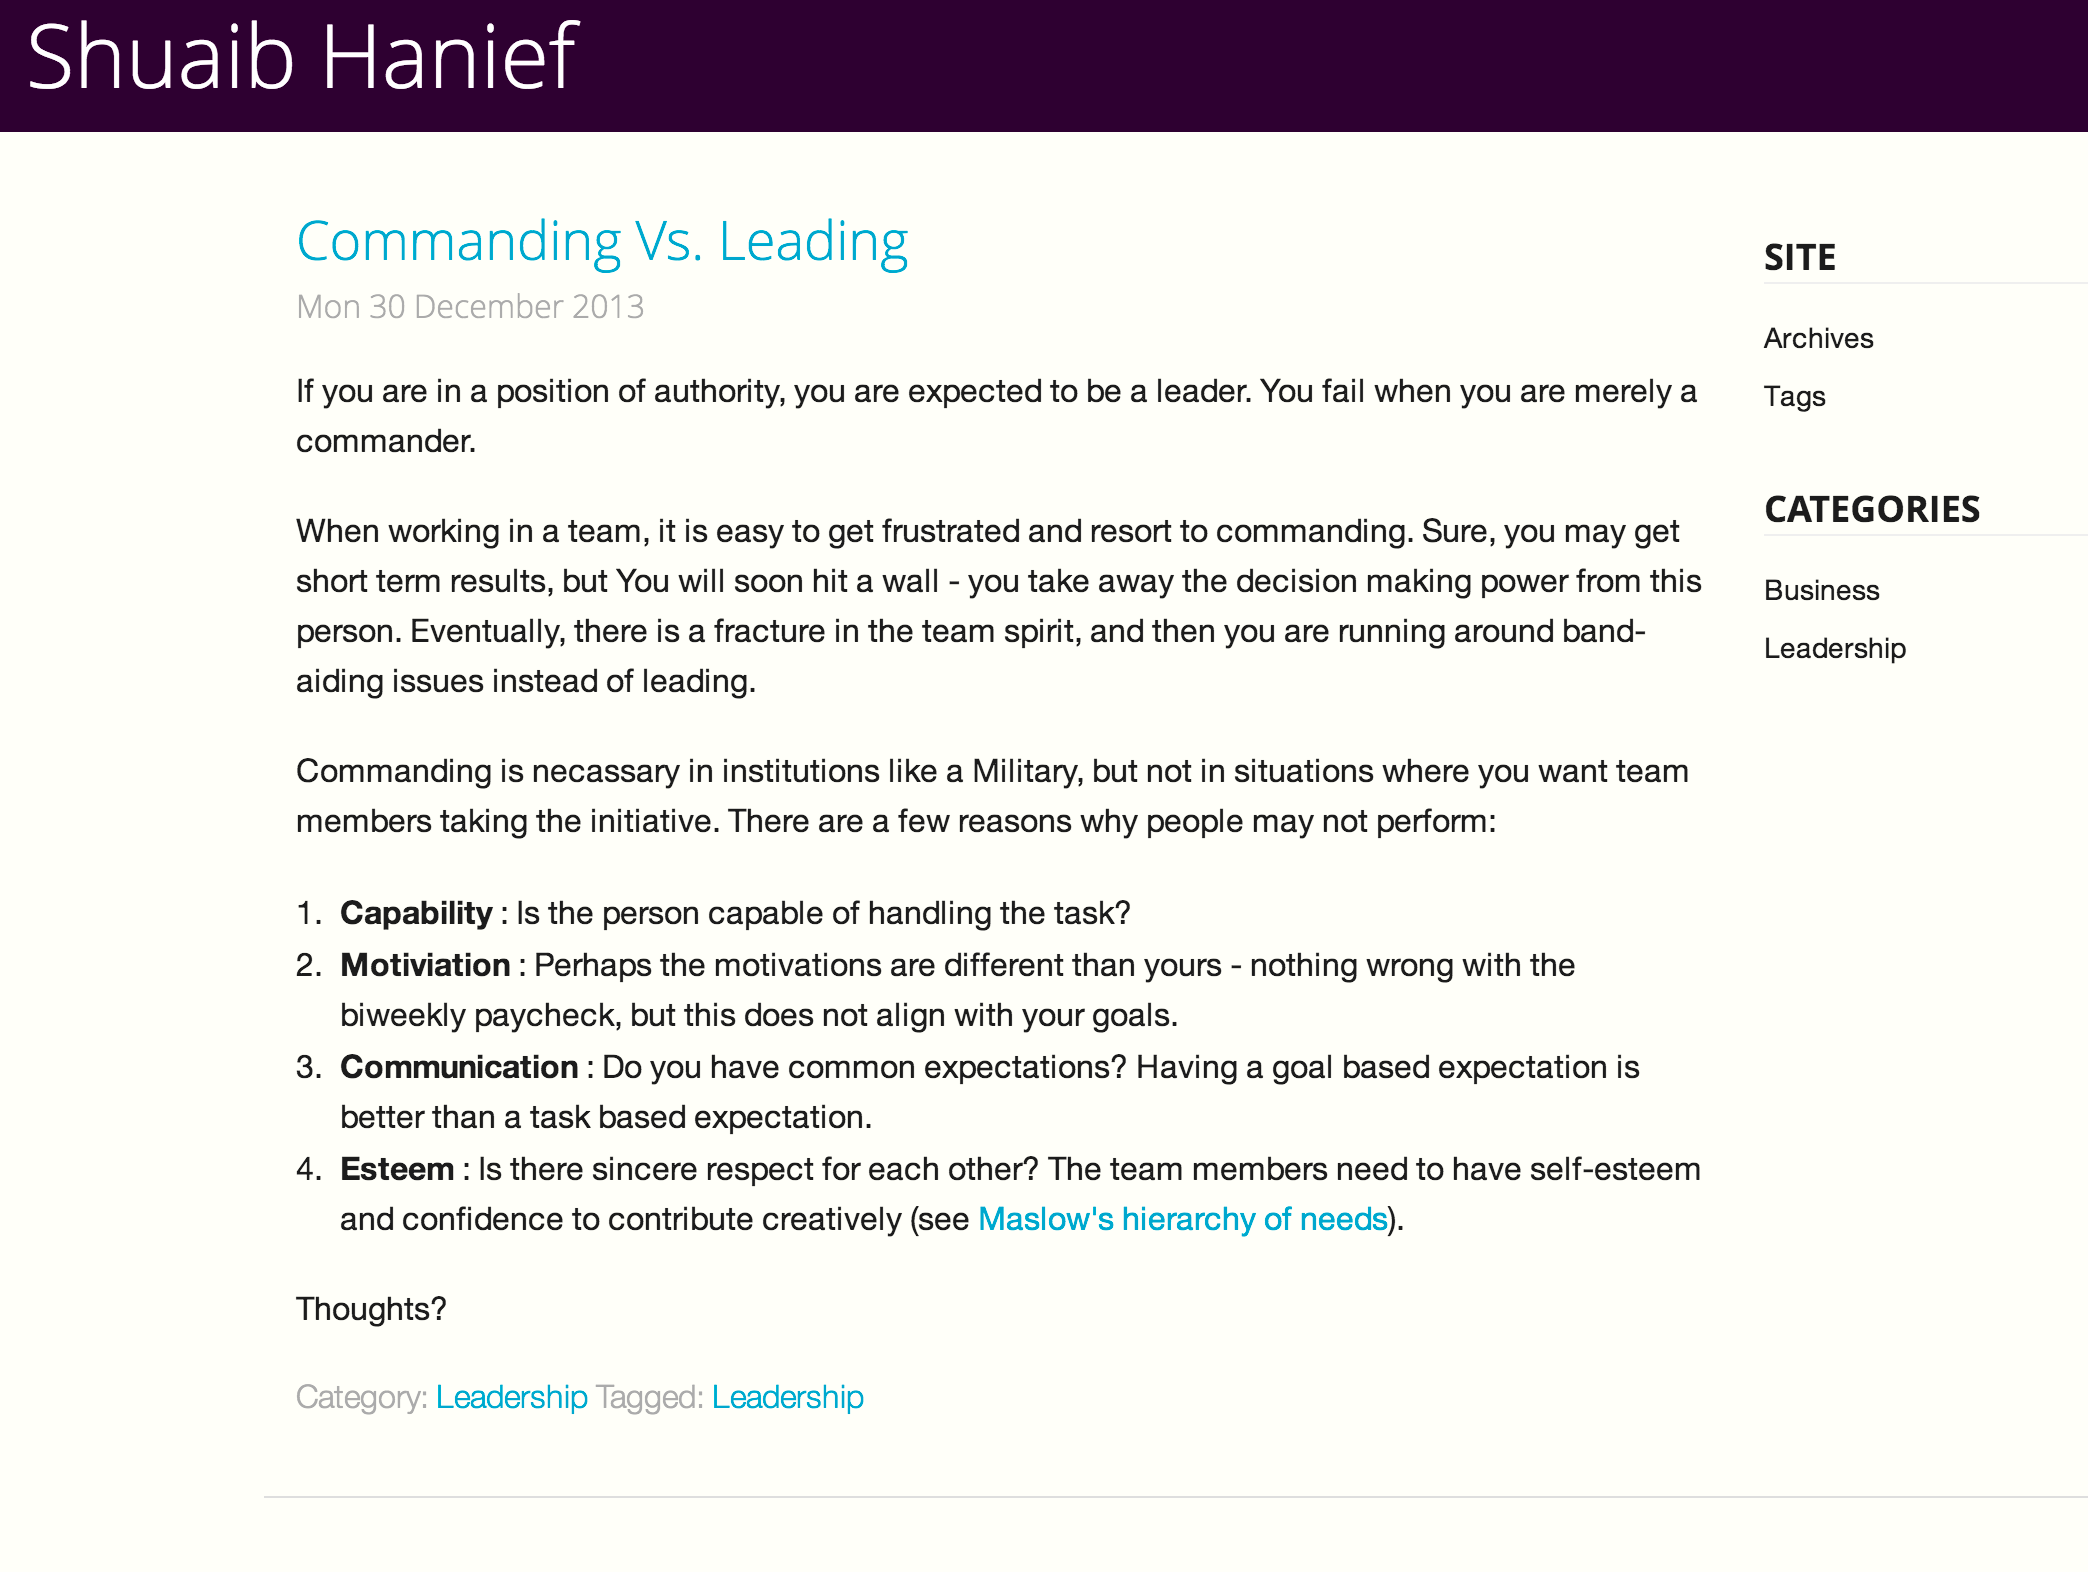 Shuaib Hanief
Commanding Vs. Leading
Mon 30 December 2013
If you are in a position of authority, you are expected to be a leader. You fail when you are merely a
commander.
When working in a team, it is easy to get frustrated and resort to commanding. Sure, you may get
short term results, but You will soon hit a wall - you take away the decision making power from this
person. Eventually, there is a fracture in the team spirit, and then you are running around band-
aiding issues instead of leading.
Commanding is necassary in institutions like a Military, but not in situations where you want team
members taking the initiative. There are a few reasons why people may not perform:
1. Capability : Is the person capable of handling the task?
2. Motiviation : Perhaps the motivations are different than yours - nothing wrong with the
biweekly paycheck, but this does not align with your goals.
3. Communication : Do you have common expectations? Having a goal based expectation is
better than a task based expectation.
4. Esteem : Is there sincere respect for each other? The team members need to have self-esteem
and confidence to contribute creatively (see Maslow's hierarchy of needs).
Thoughts?
Category: Leadership Tagged: Leadership
SITE
Archives
Tags
CATEGORIES
Business
Leadership